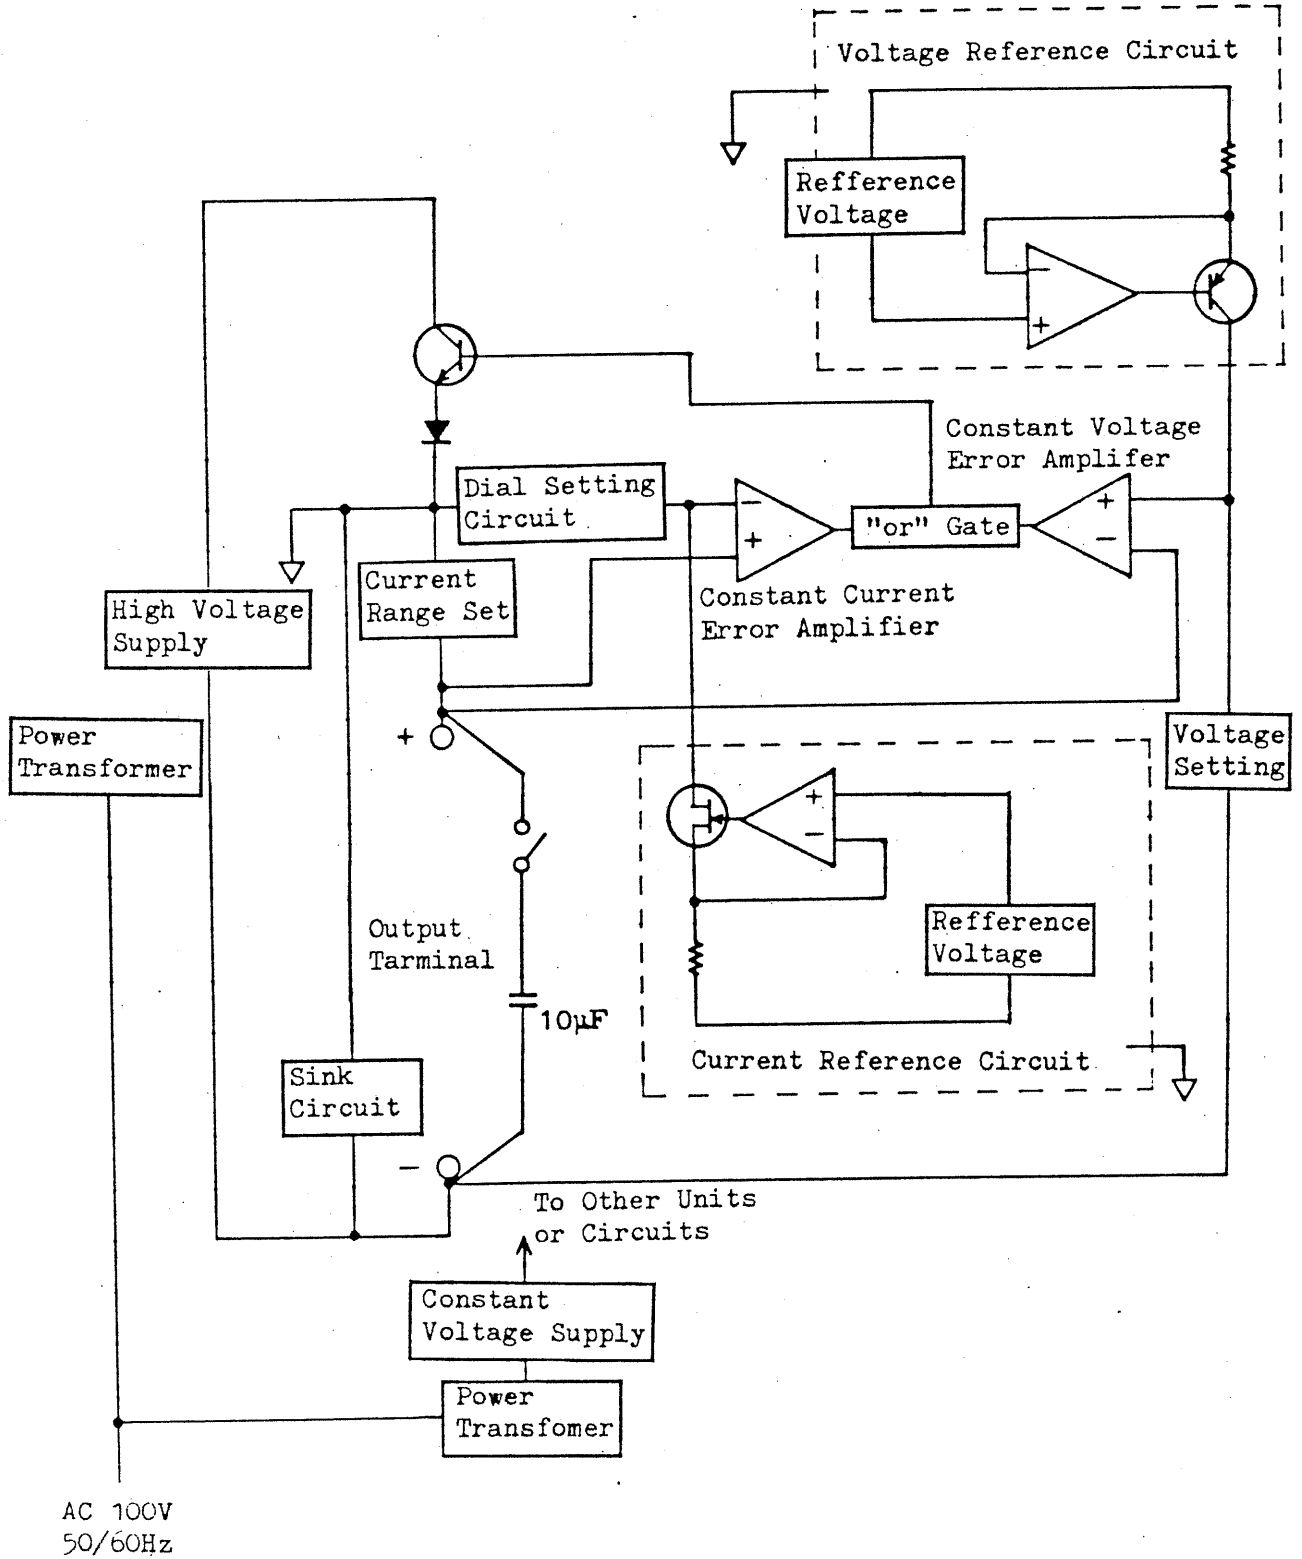 Voltage Reference Circuit
Refference
Voltage
−
+
Constant Voltage
Error Amplifer
Dial Setting
Circuit
−
+
"or" Gate
+
−
Current
Range Set
Constant Current
Error Amplifier
High Voltage
Supply
Power
Transformer
+
Voltage
Setting
+
−
Output
Tarminal
Refference
Voltage
10μF
Current Reference Circuit
Sink
Circuit
−
To Other Units
or Circuits
Constant
Voltage Supply
Power
Transfomer
AC 100V
50/60Hz